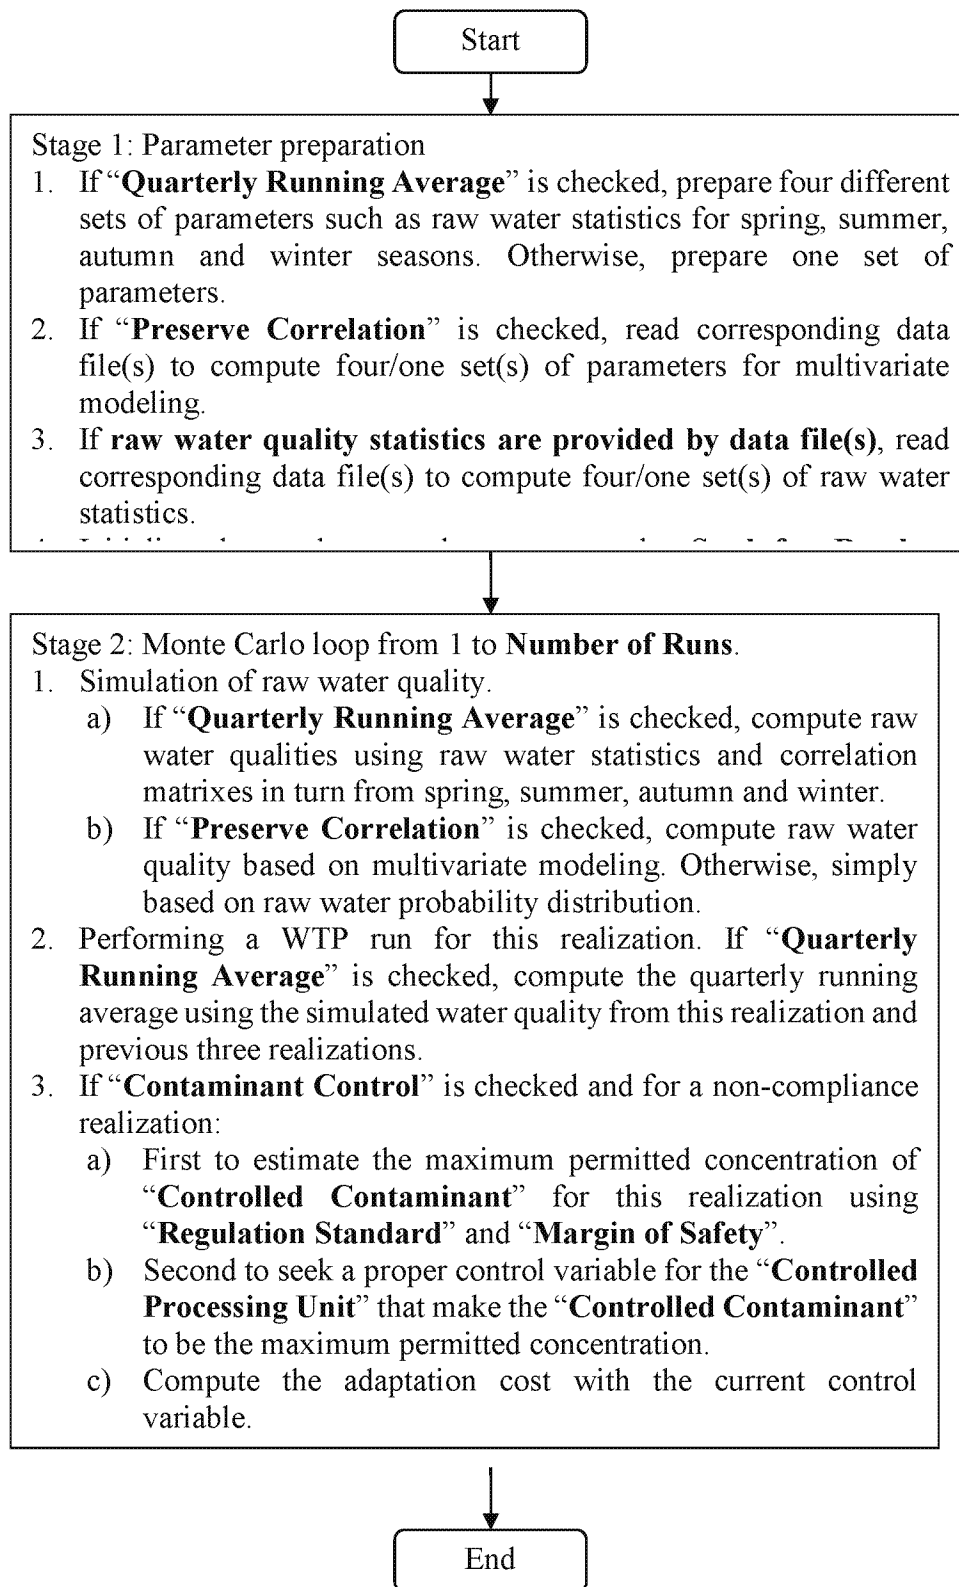 Start
Stage 1: Parameter preparation
1. If “Quarterly Running Average” is checked, prepare four different
sets of parameters such as raw water statistics for spring, summer,
autumn and winter seasons. Otherwise, prepare one set of
parameters.
2. If “Preserve Correlation” is checked, read corresponding data
file(s) to compute four/one set(s) of parameters for multivariate
modeling.
3. If raw water quality statistics are provided by data file(s), read
corresponding data file(s) to compute four/one set(s) of raw water
statistics.
Stage 2: Monte Carlo loop from 1 to Number of Runs.
1. Simulation of raw water quality.
a) If “Quarterly Running Average” is checked, compute raw
water qualities using raw water statistics and correlation
matrixes in turn from spring, summer, autumn and winter.
b) If “Preserve Correlation” is checked, compute raw water
quality based on multivariate modeling. Otherwise, simply
based on raw water probability distribution.
2. Performing a WTP run for this realization. If “Quarterly
Running Average” is checked, compute the quarterly running
average using the simulated water quality from this realization and
previous three realizations.
3. If “Contaminant Control” is checked and for a non-compliance
realization:
a) First to estimate the maximum permitted concentration of
“Controlled Contaminant” for this realization using
“Regulation Standard” and “Margin of Safety”.
b) Second to seek a proper control variable for the “Controlled
Processing Unit” that make the “Controlled Contaminant”
to be the maximum permitted concentration.
c) Compute the adaptation cost with the current control
variable.
End